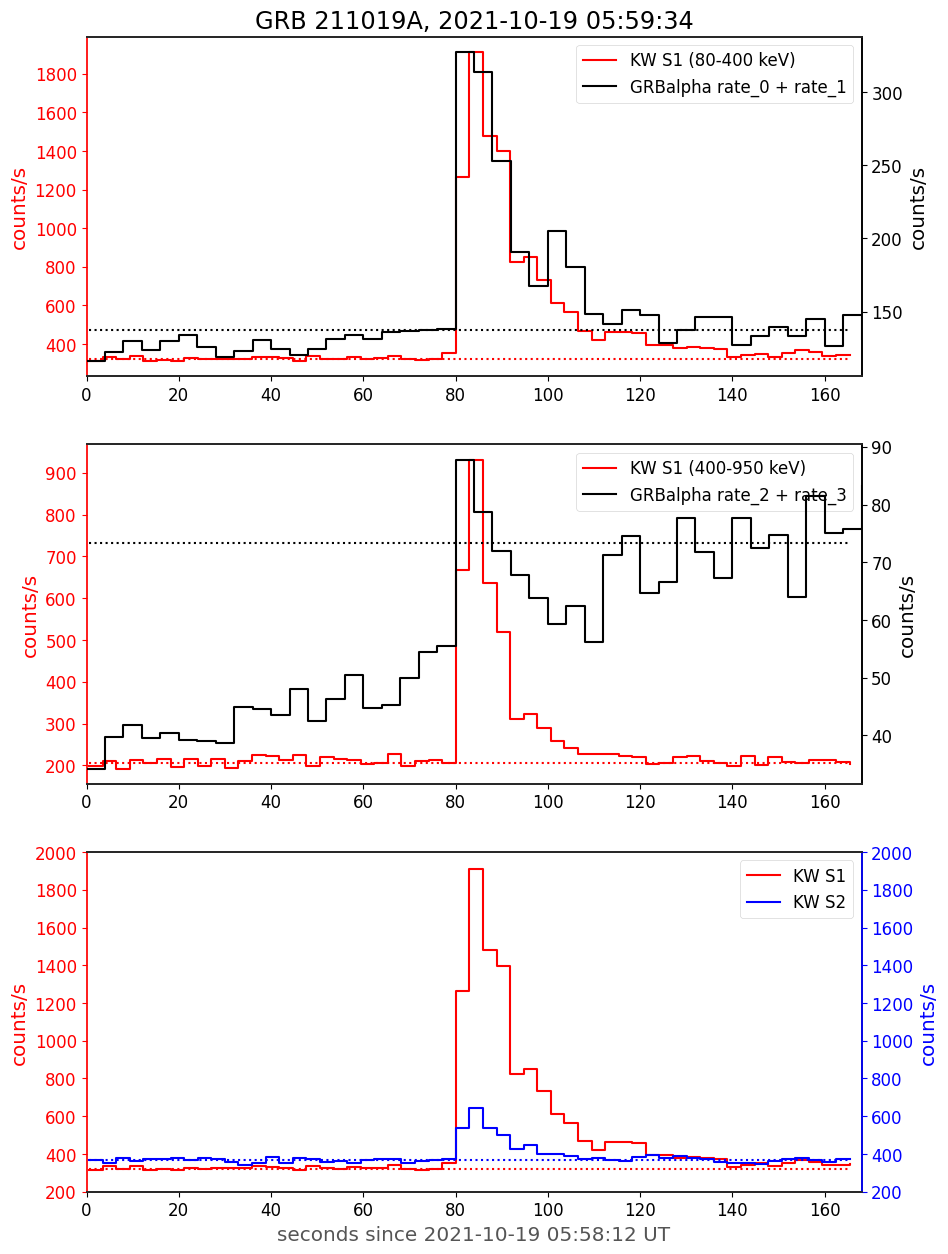 GRB 211019A, 2021-10-19 05:59:34
KW S1 (80-400 keV)
GRBalpha rate_0 + rate_1
counts/s
1800
1600
1400
1200
1000
800
600
400
300
250
200
150
counts/s
0 20 40 60 80 100 120 140 160
KW S1 (400-950 keV)
GRBalpha rate_2 + rate_3
counts/s
900
800
700
600
500
400
300
200
90
80
70
60
50
40
counts/s
0 20 40 60 80 100 120 140 160
KW S1
KW S2
counts/s
2000
1800
1600
1400
1200
1000
800
600
400
200
2000
1800
1600
1400
1200
1000
800
600
400
200
counts/s
0 20 40 60 80 100 120 140 160
seconds since 2021-10-19 05:58:12 UT